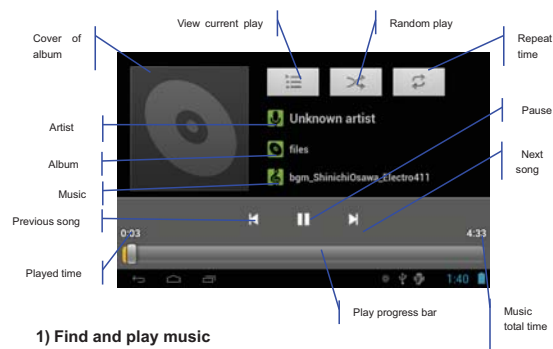 View current play
Random play
Cover of
album
Repeat
time
Pause
Unknown artist
Artist
files
Next
song
Album
bgm_ShinichiOsawa_Electro411
Music
Previous song
0:03
4:33
Played time
1:40
Play progress bar
Music
total time
1) Find and play music